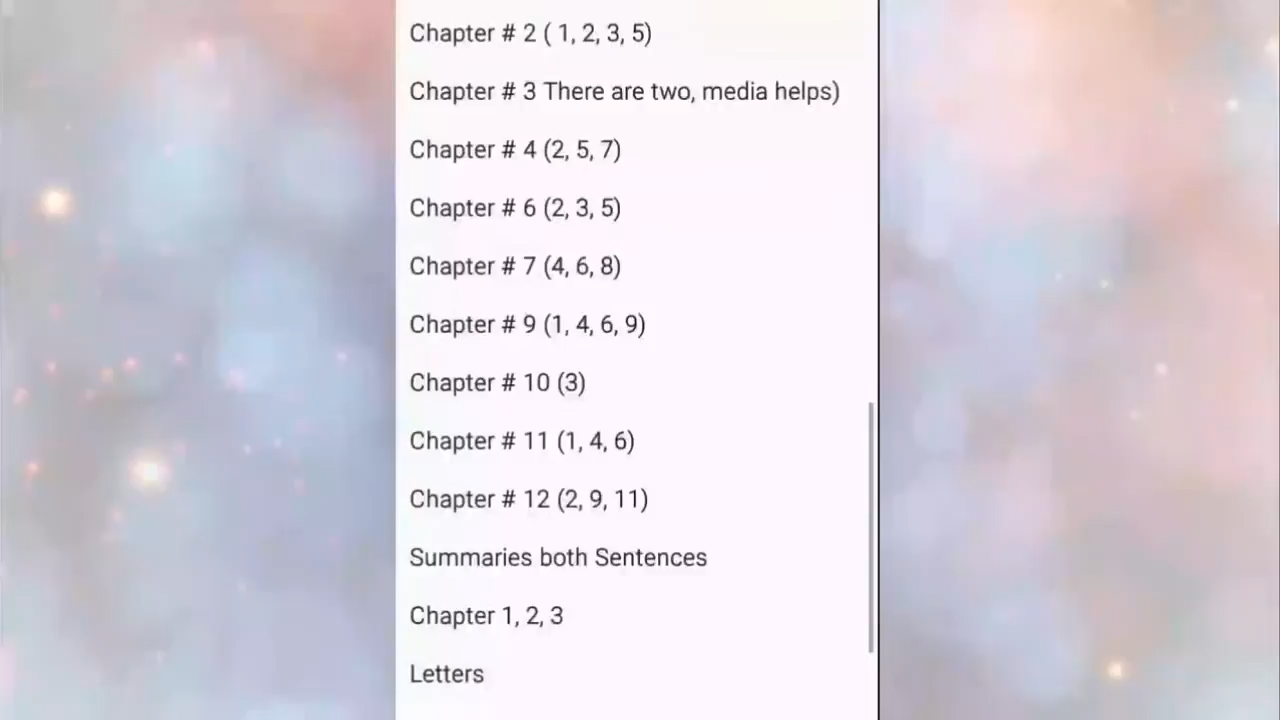 Chapter # 2 ( 1, 2, 3, 5)
Chapter # 3 There are two, media helps)
Chapter # 4 (2, 5, 7)
Chapter # 6 (2, 3, 5)
Chapter # 7 (4, 6, 8)
Chapter # 9 (1, 4, 6, 9)
Chapter # 10 (3)
Chapter # 11 (1, 4, 6)
Chapter # 12 (2, 9, 11)
Summaries both Sentences
Chapter 1, 2, 3
Letters